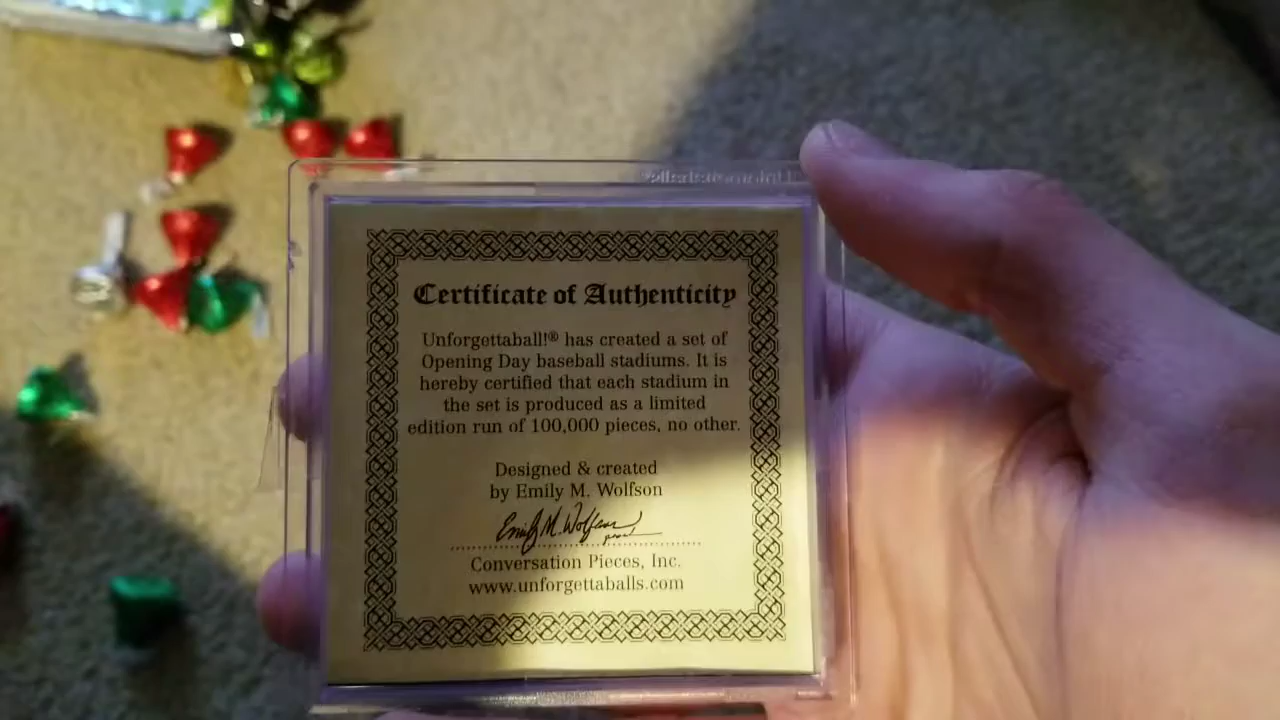 Certificate of Authenticity
Unforgettaball!® has created a set of
Opening Day baseball stadiums. It is
hereby certified that each stadium in
the set is produced as a limited
edition run of 100,000 pieces, no other.
Designed & created
by Emily M. Wolfson
Emily M. Wolfson
Conversation Pieces, Inc.
www.unforgettaballs.com